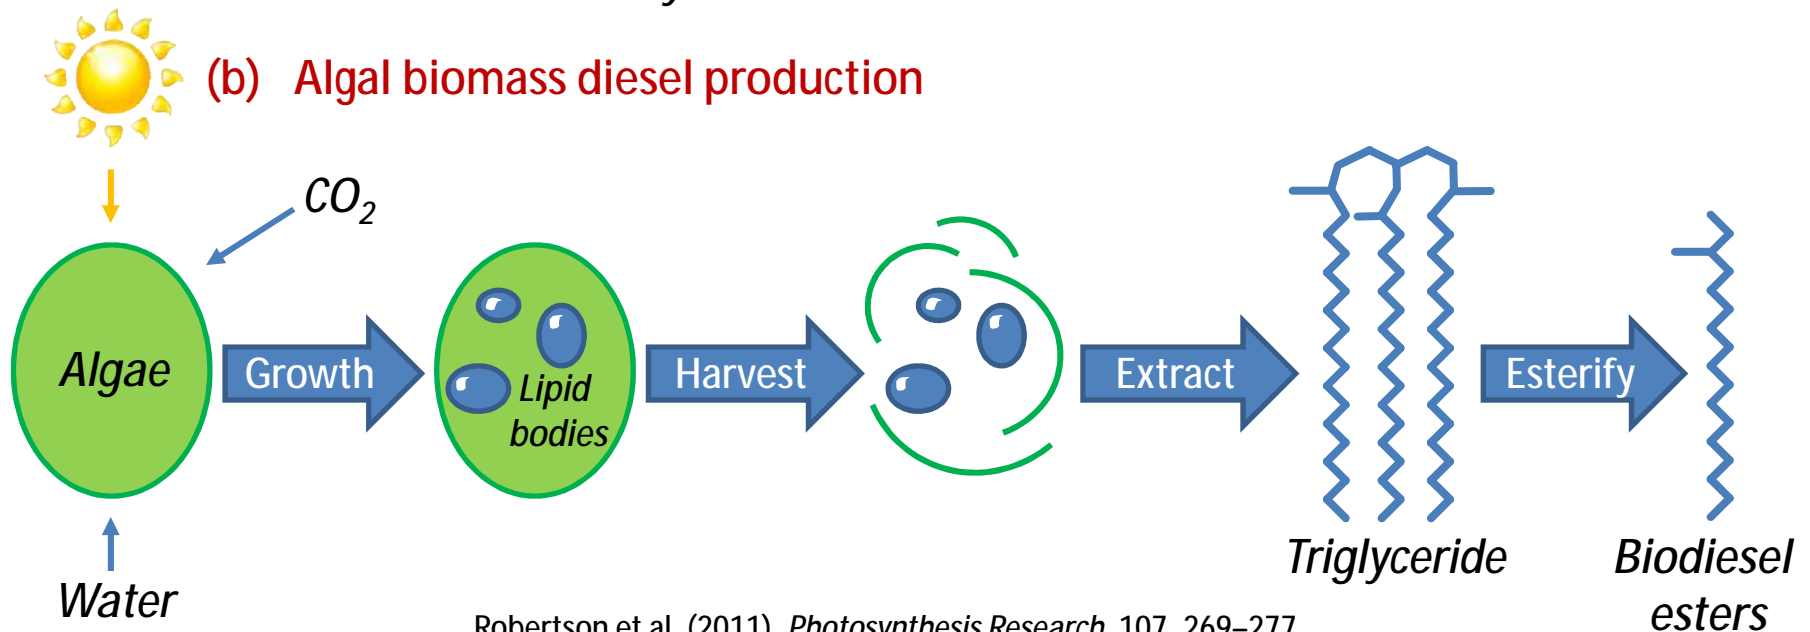 (b) Algal biomass diesel production
CO2
Algae
Growth
Lipid
bodies
Harvest
Extract
Esterify
Triglyceride
Biodiesel
esters
Water
Robertson et al. (2011) Photosynthesis Research, 107, 269–277